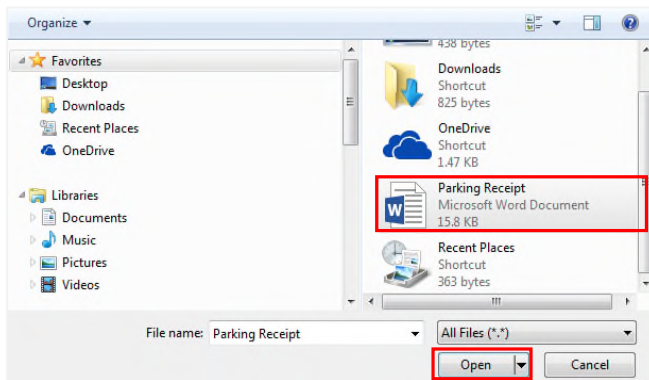 Organize
Favorites
Desktop
Downloads
Recent Places
OneDrive
Libraries
Documents
Music
Pictures
Videos
438 bytes
Downloads
Shortcut
825 bytes
OneDrive
Shortcut
1.47 KB
Parking Receipt
Microsoft Word Document
15.8 KB
Recent Places
Shortcut
363 bytes
File name: Parking Receipt All Files (*.*)
Open Cancel